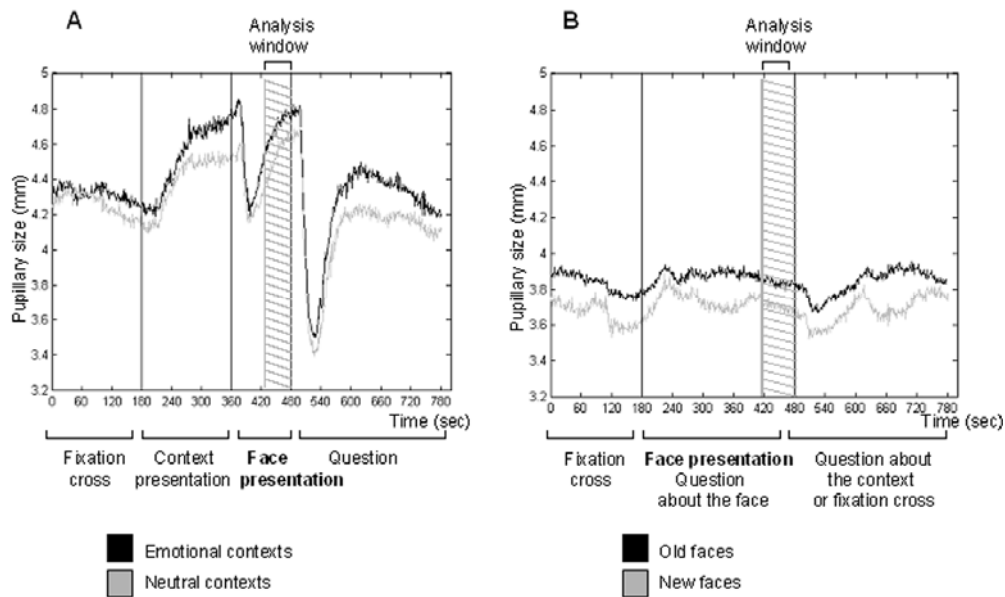 A
Analysis
window
5
4.8
4.6
4.4
4.2
4
3.8
3.6
3.4
3.2
Pupillary size (mm)
0 60 120 180 240 300 360 420 480 540 600 660 720 780
Time (sec)
Fixation
cross
Context
presentation
Face
presentation
Question
Emotional contexts
Neutral contexts
B
Analysis
window
5
4.8
4.6
4.4
4.2
4
3.8
3.6
3.4
3.2
Pupillary size (mm)
0 60 120 180 240 300 360 420 480 540 600 660 720 780
Time (sec)
Fixation
cross
Face presentation
Question
about the face
Question about
the context
or fixation cross
Old faces
New faces